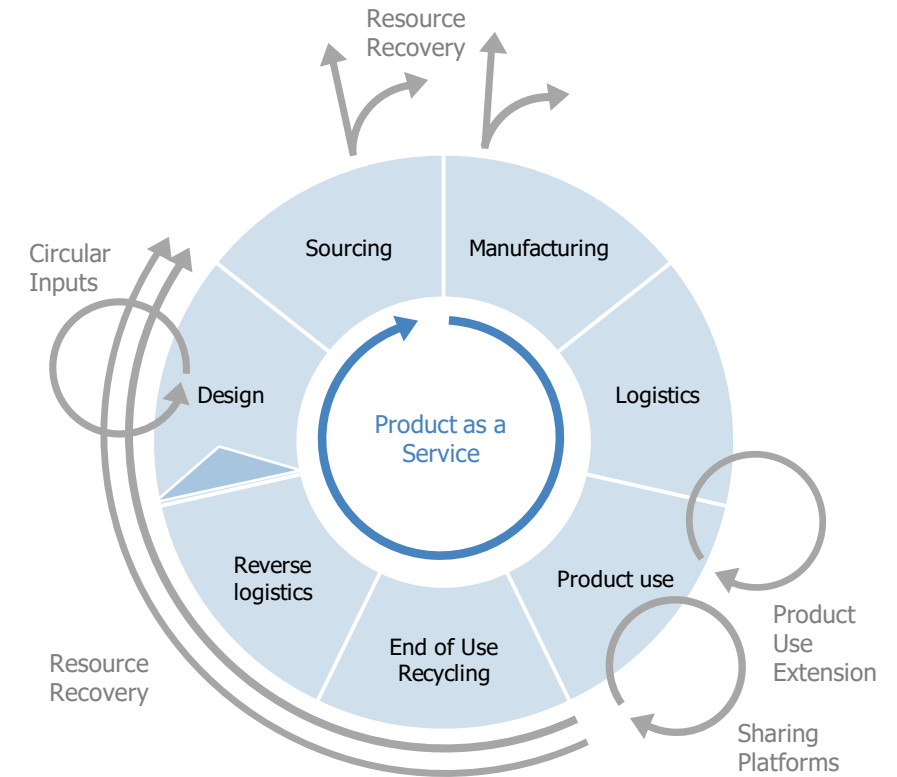 Resource
Recovery
Sourcing
Manufacturing
Circular
Inputs
Design
Logistics
Product as a
Service
Reverse
logistics
Product use
End of Use
Recycling
Product
Use
Extension
Resource
Recovery
Sharing
Platforms